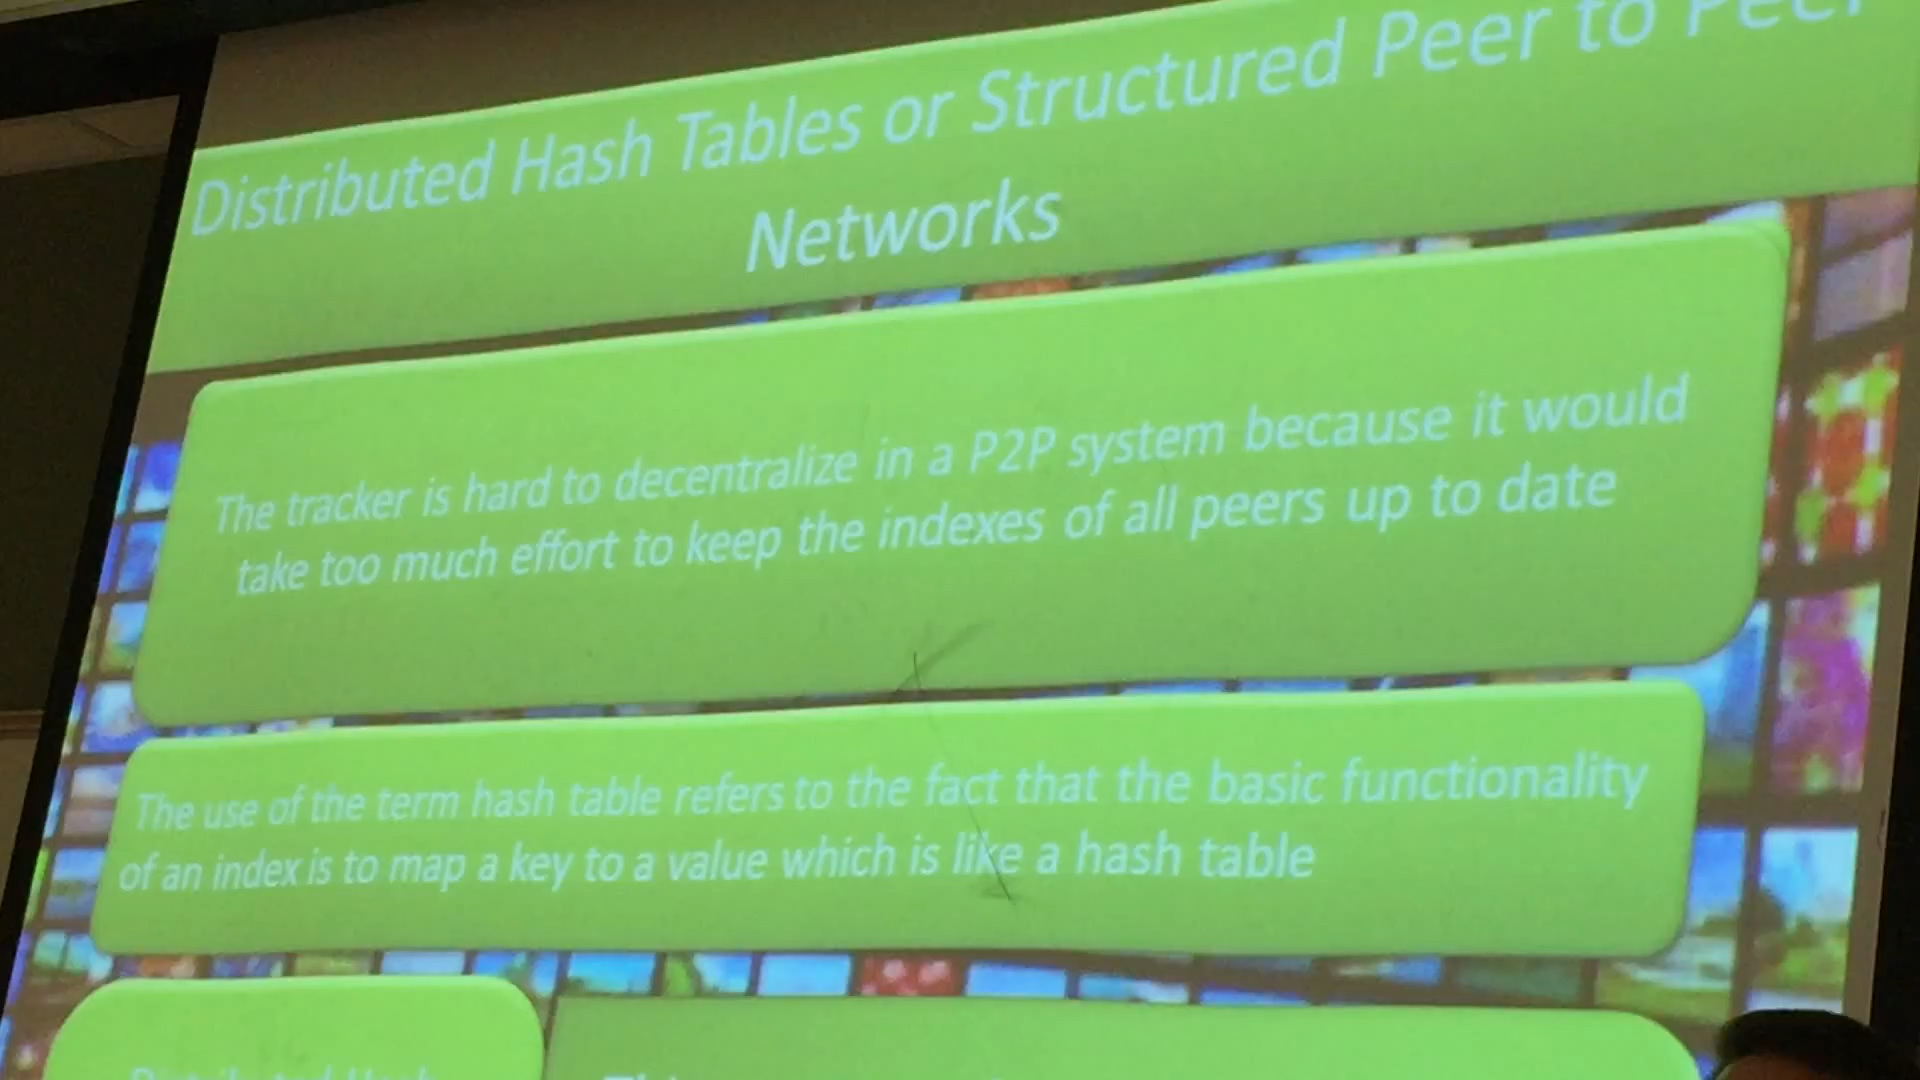 Distributed Hash Tables or Structured Peer to Peer
Networks
The tracker is hard to decentralize in a P2P system because it would
take too much effort to keep the indexes of all peers up to date
The use of the term hash table refers to the fact that the basic functionality
of an index is to map a key to a value which is like a hash table
Distributed Hash